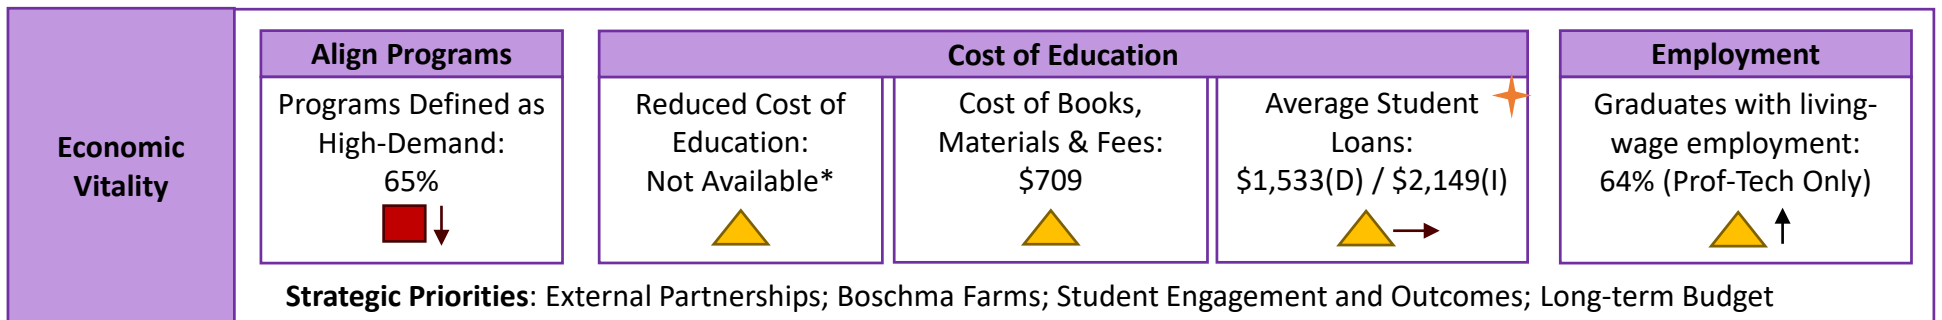 Economic
Vitality
Align Programs
Programs Defined as
High-Demand:
65%
Cost of Education
Reduced Cost of
Education:
Not Available*
Cost of Books,
Materials & Fees:
$709
Average Student
Loans:
$1,533(D) / $2,149(I)
Employment
Graduates with living-
wage employment:
64% (Prof-Tech Only)
Strategic Priorities: External Partnerships; Boschma Farms; Student Engagement and Outcomes; Long-term Budget